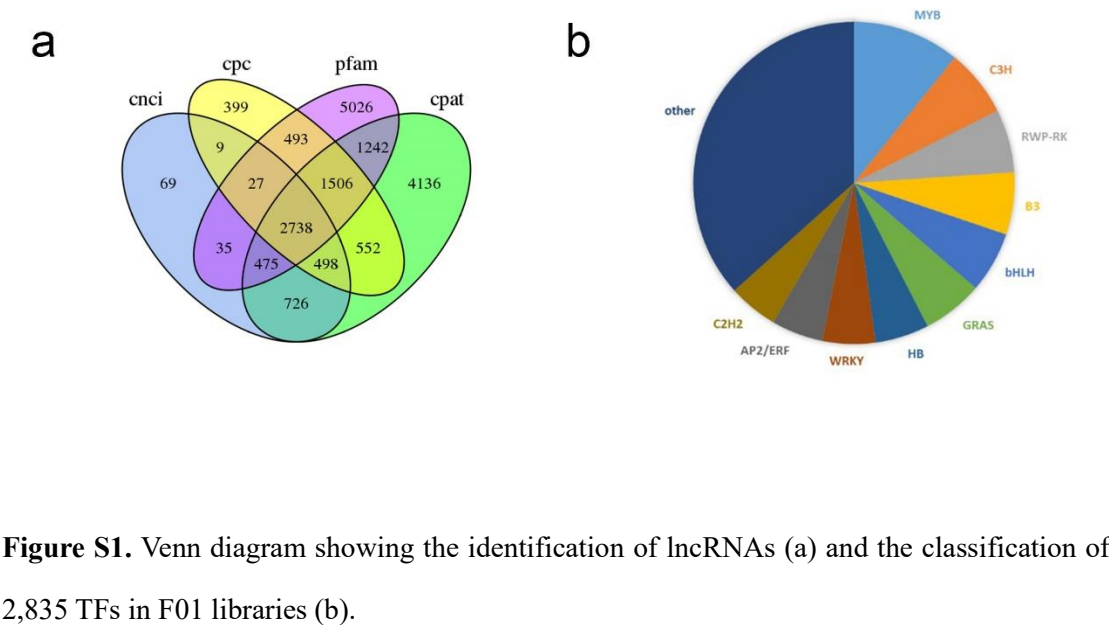 a
b
cnci
cpc
pfam
cpat
399
5026
9
493
1242
69
27
1506
4136
2738
35
552
475
498
726
MYB
C3H
RWP-RK
B3
bHLH
GRAS
HB
WRKY
AP2/ERF
C2H2
other
Figure S1. Venn diagram showing the identification of lncRNAs (a) and the classification of
2,835 TFs in F01 libraries (b).